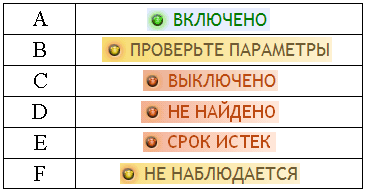 A ВКЛЮЧЕНО
B ПРОВЕРЬТЕ ПАРАМЕТРЫ
C ВЫКЛЮЧЕНО
D НЕ НАЙДЕНО
E СРОК ИСТЕК
F НЕ НАБЛЮДАЕТСЯ